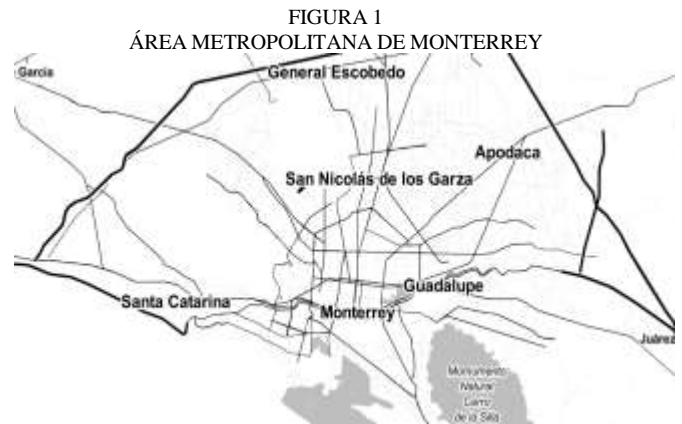 FIGURA 1
ÁREA METROPOLITANA DE MONTERREY
Garcia
General Escobedo
Apodaca
San Nicolás de los Garza
Guadalupe
Santa Catarina
Monterrey
Juárez
Monumento
Natural
Cerro
de la Silla